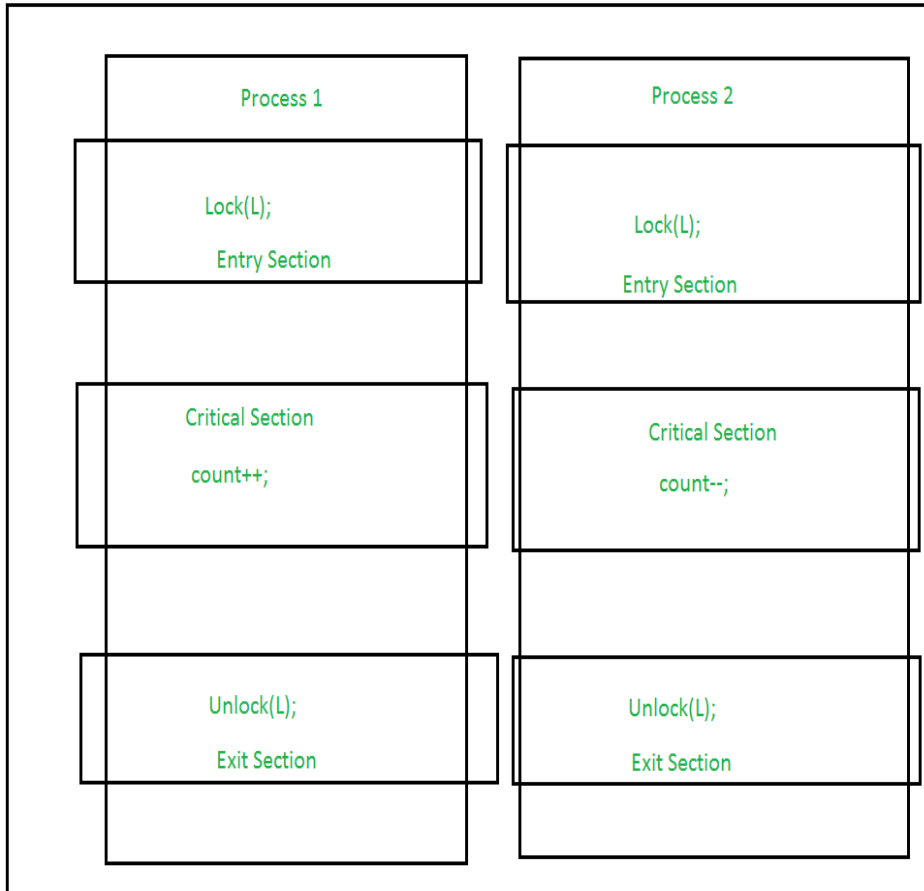 Process 1
Lock(L);
Entry Section
Critical Section
count++;
Unlock(L);
Exit Section
Process 2
Lock(L);
Entry Section
Critical Section
count--;
Unlock(L);
Exit Section